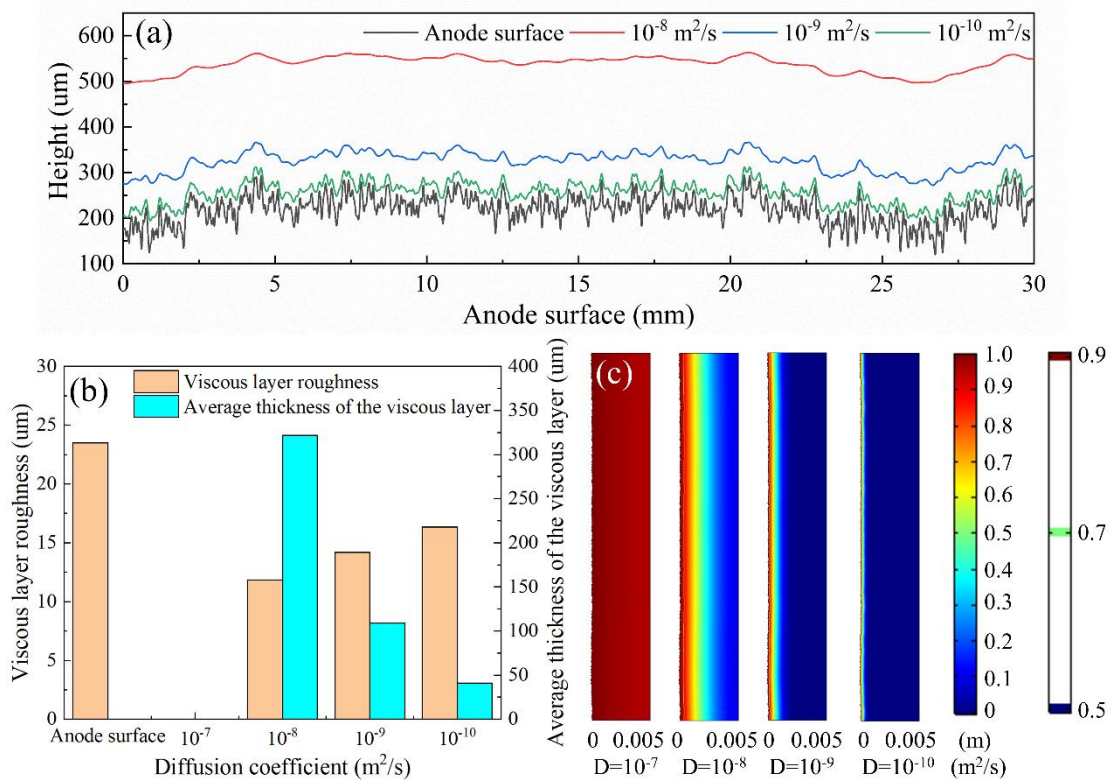 (a)
Anode surface 10⁻⁸ m²/s 10⁻⁹ m²/s 10⁻¹⁰ m²/s
Height (um)
600
500
400
300
200
100
0 5 10 15 20 25 30
Anode surface (mm)
(b)
Viscous layer roughness
Average thickness of the viscous layer
Viscous layer roughness (um)
30
25
20
15
10
5
0
400
350
300
250
200
150
100
50
0
Average thickness of the viscous layer (um)
Anode surface 10⁻⁷ 10⁻⁸ 10⁻⁹ 10⁻¹⁰
Diffusion coefficient (m²/s)
(c)
1.0
0.9
0.8
0.7
0.6
0.5
0.4
0.3
0.2
0.1
0
0.9
0.7
0.5
0 0.005 0 0.005 0 0.005 0 0.005 (m)
D=10⁻⁷ D=10⁻⁸ D=10⁻⁹ D=10⁻¹⁰ (m²/s)